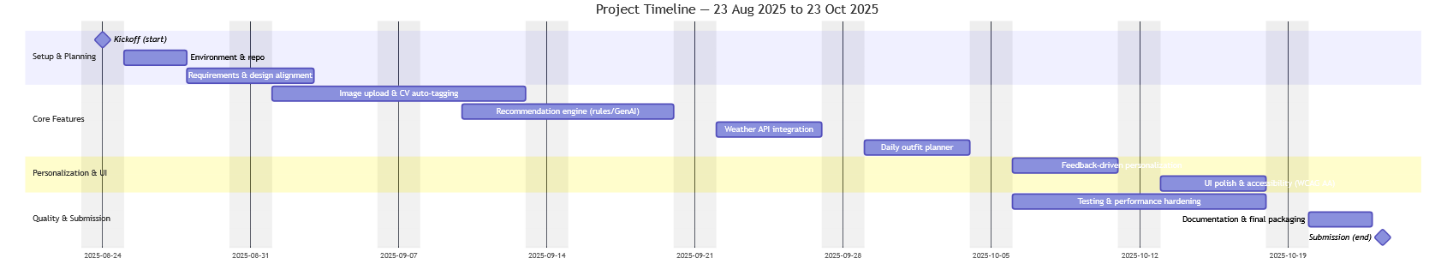 Project Timeline — 23 Aug 2025 to 23 Oct 2025
Kickoff (start)
Setup & Planning
Environment & repo
Requirements & design alignment
Image upload & CV auto-tagging
Core Features
Recommendation engine (rules/GenAI)
Weather API integration
Daily outfit planner
Personalization & UI
Feedback-driven personalization
UI polish & accessibility
Quality & Submission
Testing & performance hardening
Documentation & final packaging
Submission (end)
2025-08-24
2025-08-31
2025-09-07
2025-09-14
2025-09-21
2025-09-28
2025-10-05
2025-10-12
2025-10-19